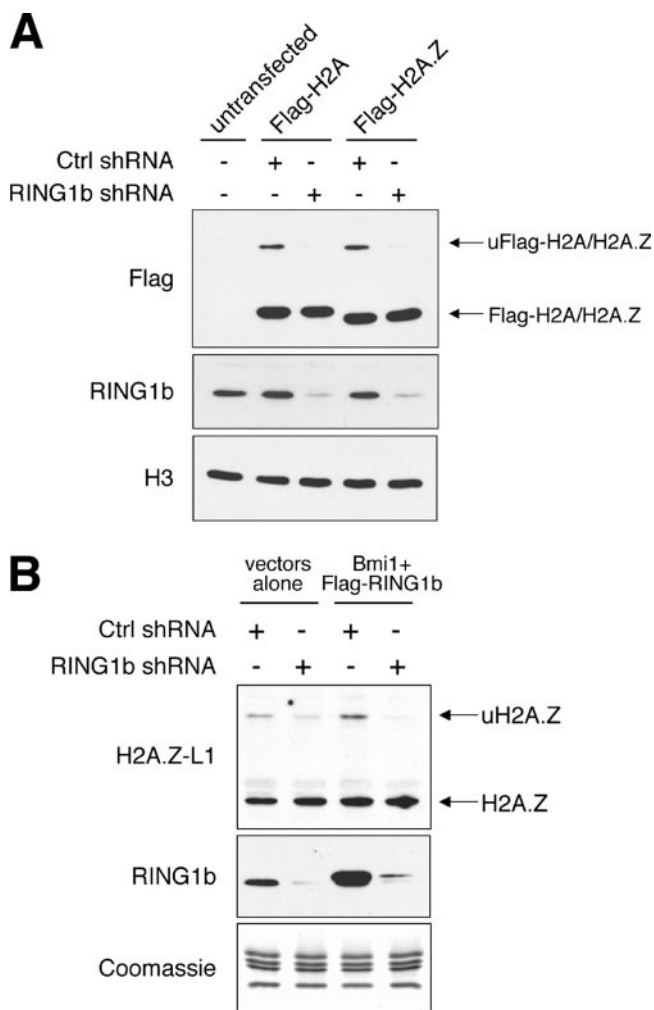 A
untransfected
Flag-H2A
Flag-H2A.Z
Ctrl shRNA - + - + -
RING1b shRNA - - + - +
Flag
uFlag-H2A/H2A.Z
Flag-H2A/H2A.Z
RING1b
H3
B
vectors alone
Bmi1+
Flag-RING1b
Ctrl shRNA + - + -
RING1b shRNA - + - +
H2A.Z-L1
uH2A.Z
H2A.Z
RING1b
Coomassie